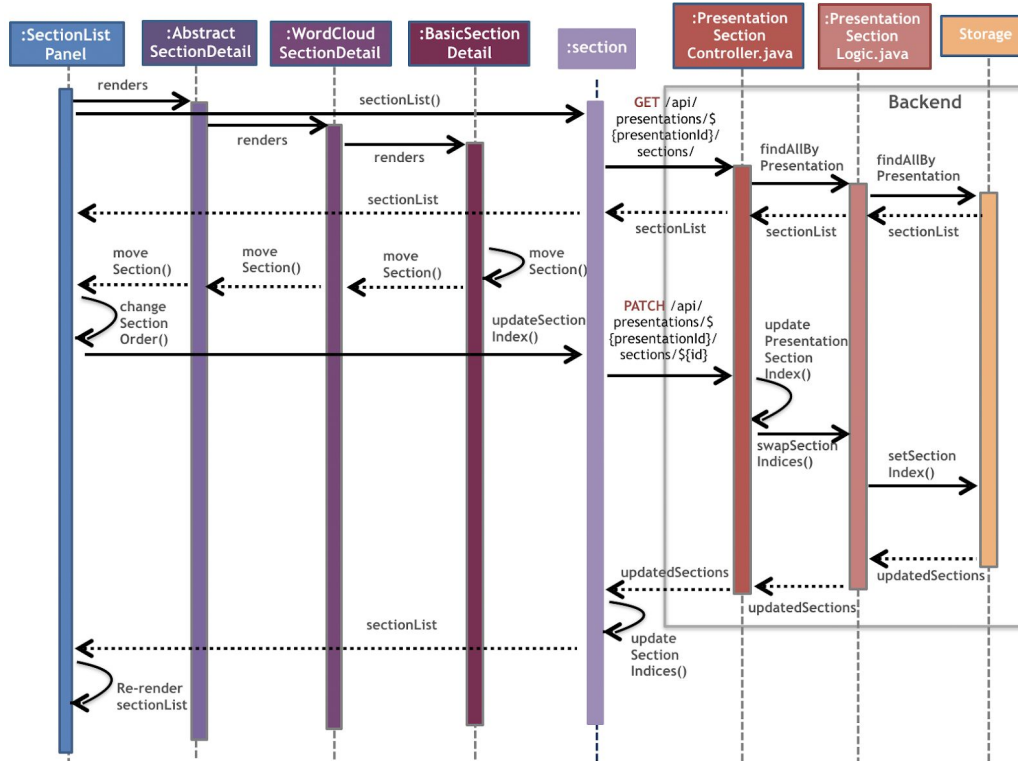 :SectionList
Panel
:Abstract
SectionDetail
:WordCloud
SectionDetail
:BasicSection
Detail
:section
:Presentation
Section
Controller.java
:Presentation
Section
Logic.java
Storage
Backend
renders
sectionList()
renders
renders
GET /api/
presentations/$
{presentationId}/
sections/
findAllBy
Presentation
findAllBy
Presentation
sectionList
sectionList
sectionList
sectionList
move
Section()
move
Section()
move
Section()
move
Section()
change
Section
Order()
updateSection
Index()
PATCH /api/
presentations/$
{presentationId}/
sections/${id}
update
Presentation
Section
Index()
swapSection
Indices()
setSection
Index()
updatedSections
updatedSections
updatedSections
update
Section
Indices()
sectionList
Re-render
sectionList